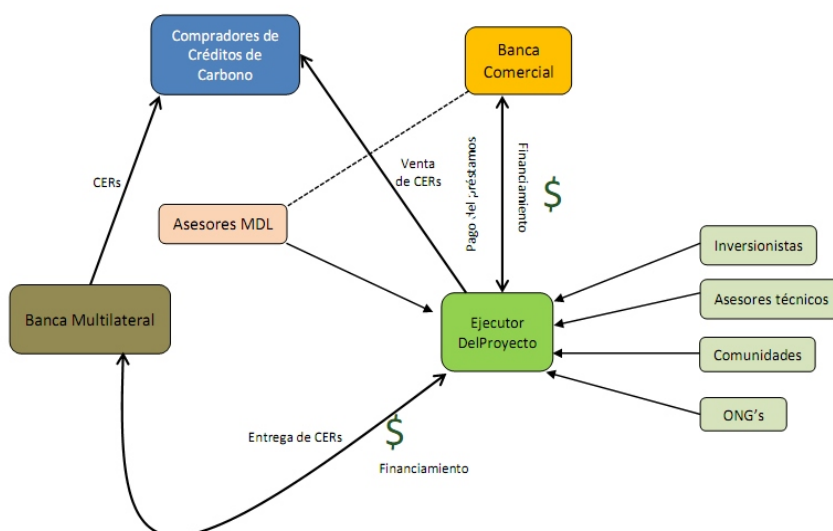 Compradores de
Créditos de
Carbono
Banca
Comercial
CERs
Venta
de CERs
Pago del préstamos
Financiamiento
$
Asesores MDL
Inversionistas
Banca Multilateral
Asesores técnicos
Ejecutor
DelProyecto
Comunidades
ONG's
Entrega de CERs
$
Financiamiento